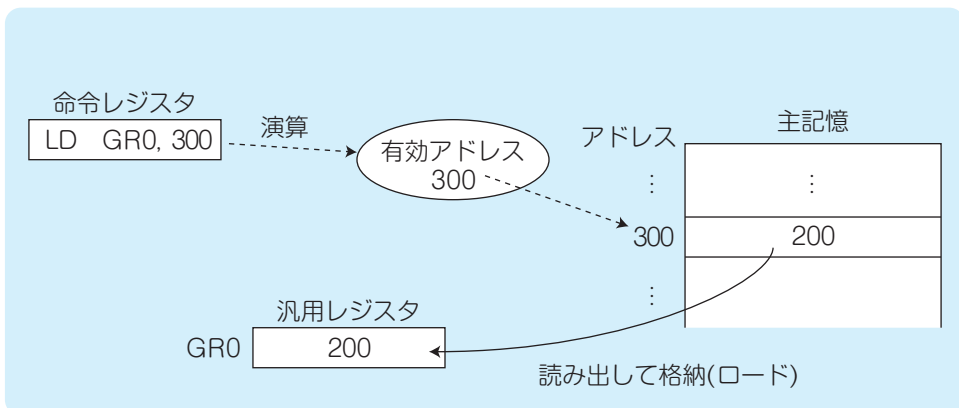 命令レジスタ
LD GR0, 300
演算
有効アドレス
300
アドレス
主記憶
⋮
⋮
300
200
⋮
汎用レジスタ
GR0
200
読み出して格納(ロード)